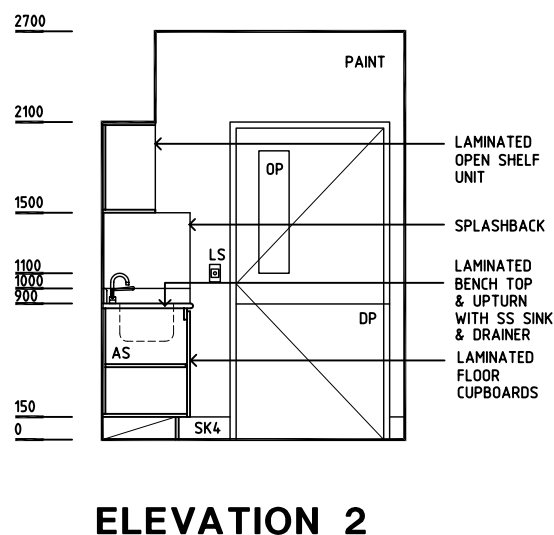 2700
PAINT
2100
LAMINATED
OPEN SHELF
UNIT
OP
1500
SPLASHBACK
LS
1100
1000
900
LAMINATED
BENCH TOP
& UPTURN
WITH SS SINK
& DRAINER
DP
AS
LAMINATED
FLOOR
CUPBOARDS
150
0
SK4
ELEVATION 2